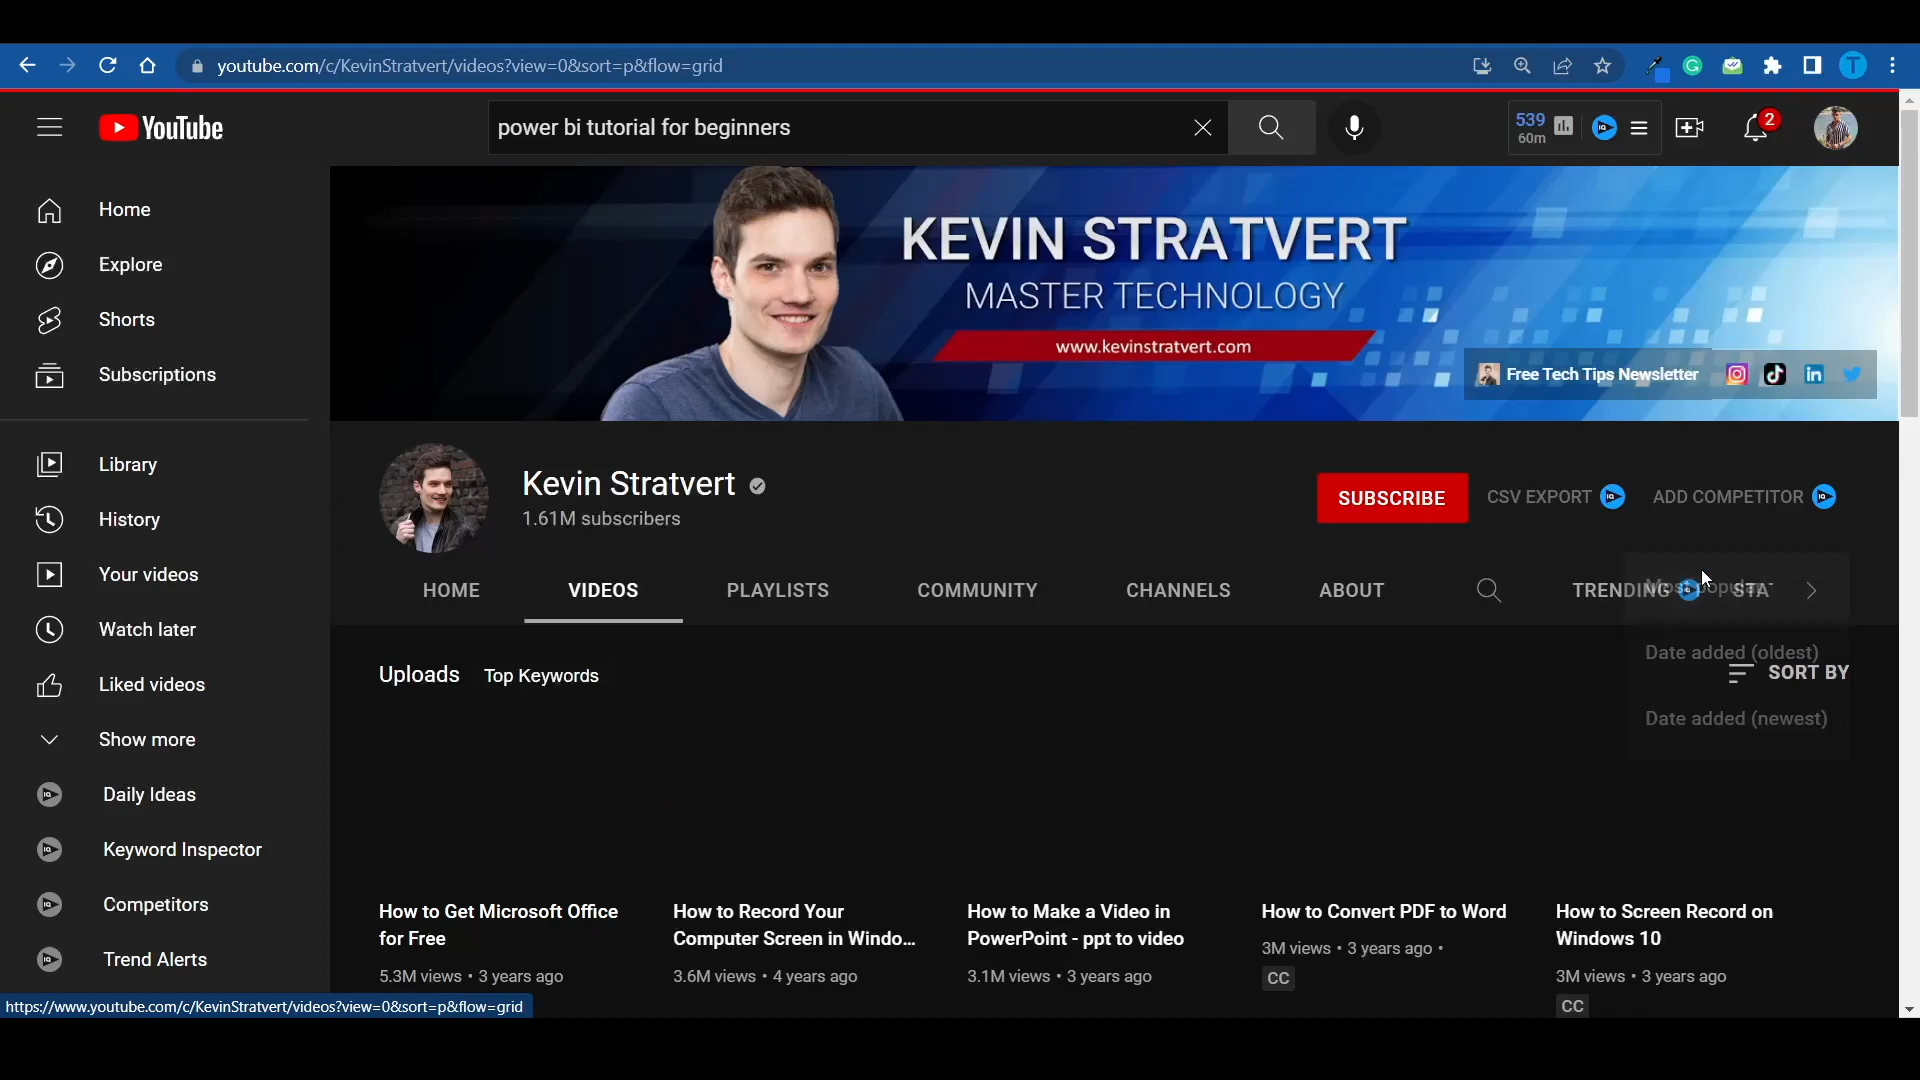 youtube.com/c/KevinStratvert/videos?view=0&sort=p&flow=grid
YouTube
power bi tutorial for beginners
539
60m
2
Home
Explore
Shorts
Subscriptions
Library
History
Your videos
Watch later
Liked videos
Show more
Daily Ideas
Keyword Inspector
Competitors
Trend Alerts
KEVIN STRATVERT
MASTER TECHNOLOGY
www.kevinstratvert.com
Free Tech Tips Newsletter
Kevin Stratvert
1.61M subscribers
SUBSCRIBE
CSV EXPORT
ADD COMPETITOR
HOME VIDEOS PLAYLISTS COMMUNITY CHANNELS ABOUT TRENDING STA
Most popular
Date added (oldest)
Date added (newest)
Uploads Top Keywords
SORT BY
How to Get Microsoft Office
for Free
5.3M views • 3 years ago
How to Record Your
Computer Screen in Windo...
3.6M views • 4 years ago
How to Make a Video in
PowerPoint - ppt to video
3.1M views • 3 years ago
How to Convert PDF to Word
3M views • 3 years ago •
CC
How to Screen Record on
Windows 10
3M views • 3 years ago
CC
https://www.youtube.com/c/KevinStratvert/videos?view=0&sort=p&flow=grid
T